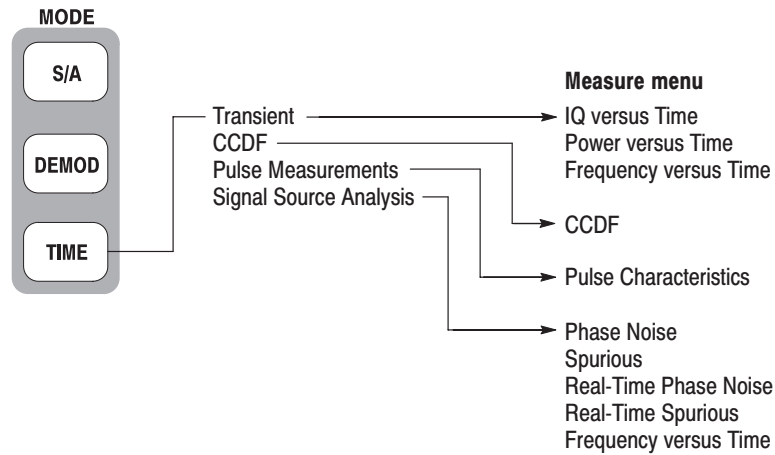 MODE
S/A
DEMOD
TIME
Transient
CCDF
Pulse Measurements
Signal Source Analysis
Measure menu
IQ versus Time
Power versus Time
Frequency versus Time
CCDF
Pulse Characteristics
Phase Noise
Spurious
Real-Time Phase Noise
Real-Time Spurious
Frequency versus Time